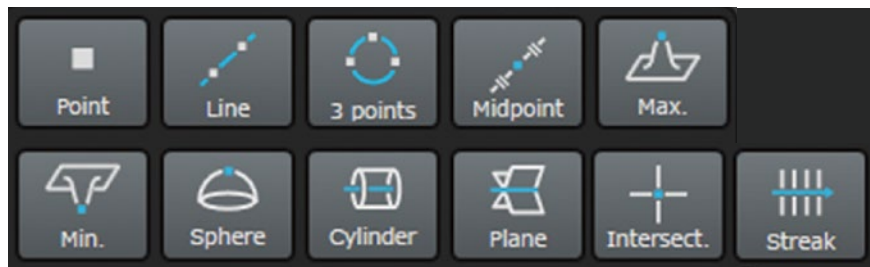 Point Line 3 points Midpoint Max.
Min. Sphere Cylinder Plane Intersect. Streak